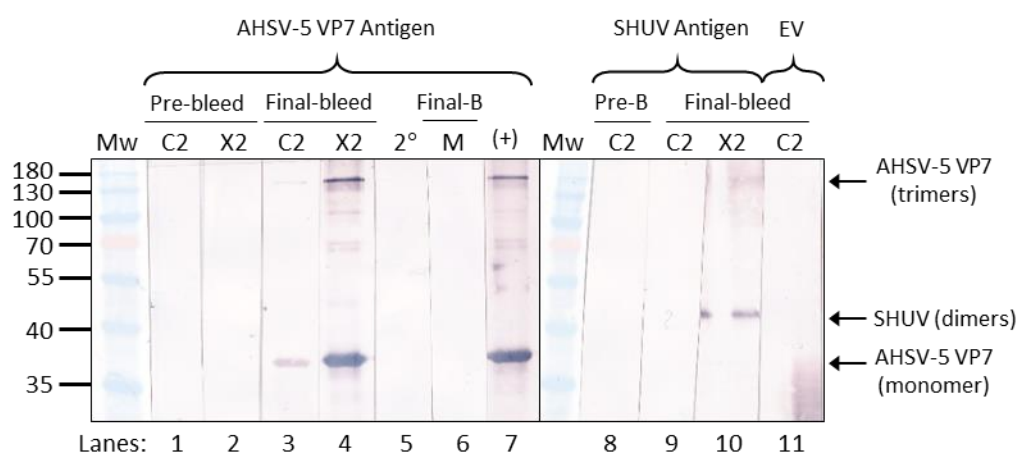 AHSV-5 VP7 Antigen SHUV Antigen EV
Pre-bleed Final-bleed Final-B Pre-B Final-bleed
Mw C2 X2 C2 X2 2° M (+) Mw C2 C2 X2 C2
180
130
100
70
55
40
35
AHSV-5 VP7
(trimers)
SHUV (dimers)
AHSV-5 VP7
(monomer)
Lanes: 1 2 3 4 5 6 7 8 9 10 11